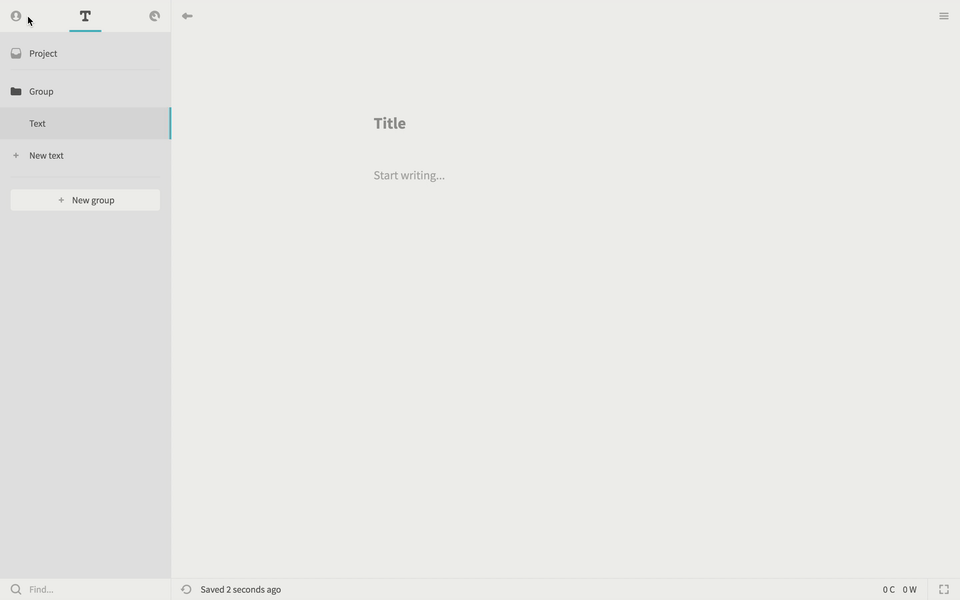 T
Project
Group
Text
+ New text
+ New group
Find...
Title
Start writing...
Saved 2 seconds ago
0 C 0 W